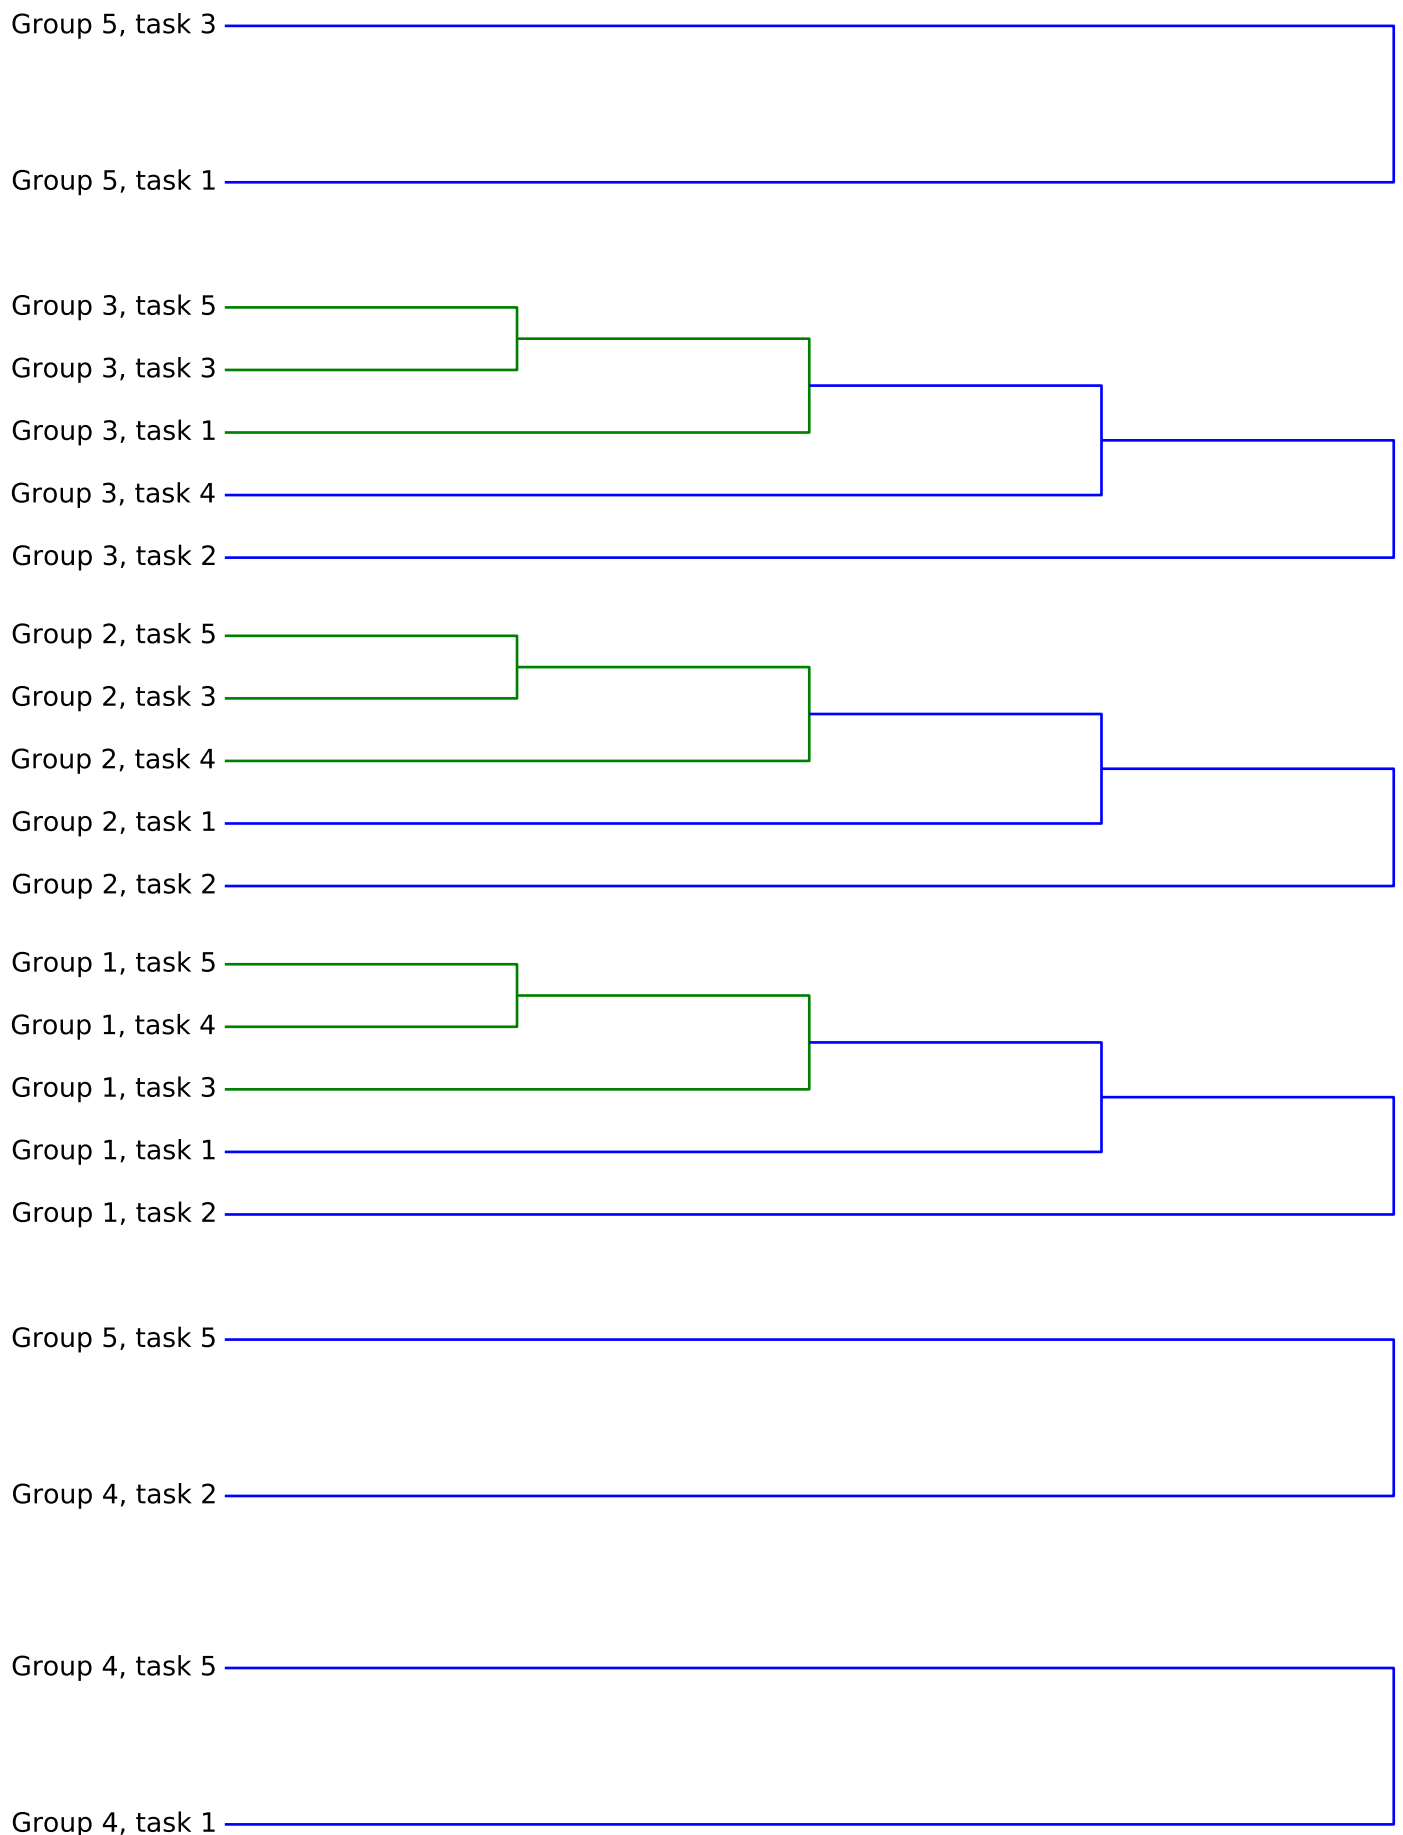 Group 5, task 3
Group 5, task 1
Group 3, task 5
Group 3, task 3
Group 3, task 1
Group 3, task 4
Group 3, task 2
Group 2, task 5
Group 2, task 3
Group 2, task 4
Group 2, task 1
Group 2, task 2
Group 1, task 5
Group 1, task 4
Group 1, task 3
Group 1, task 1
Group 1, task 2
Group 5, task 5
Group 4, task 2
Group 4, task 5
Group 4, task 1